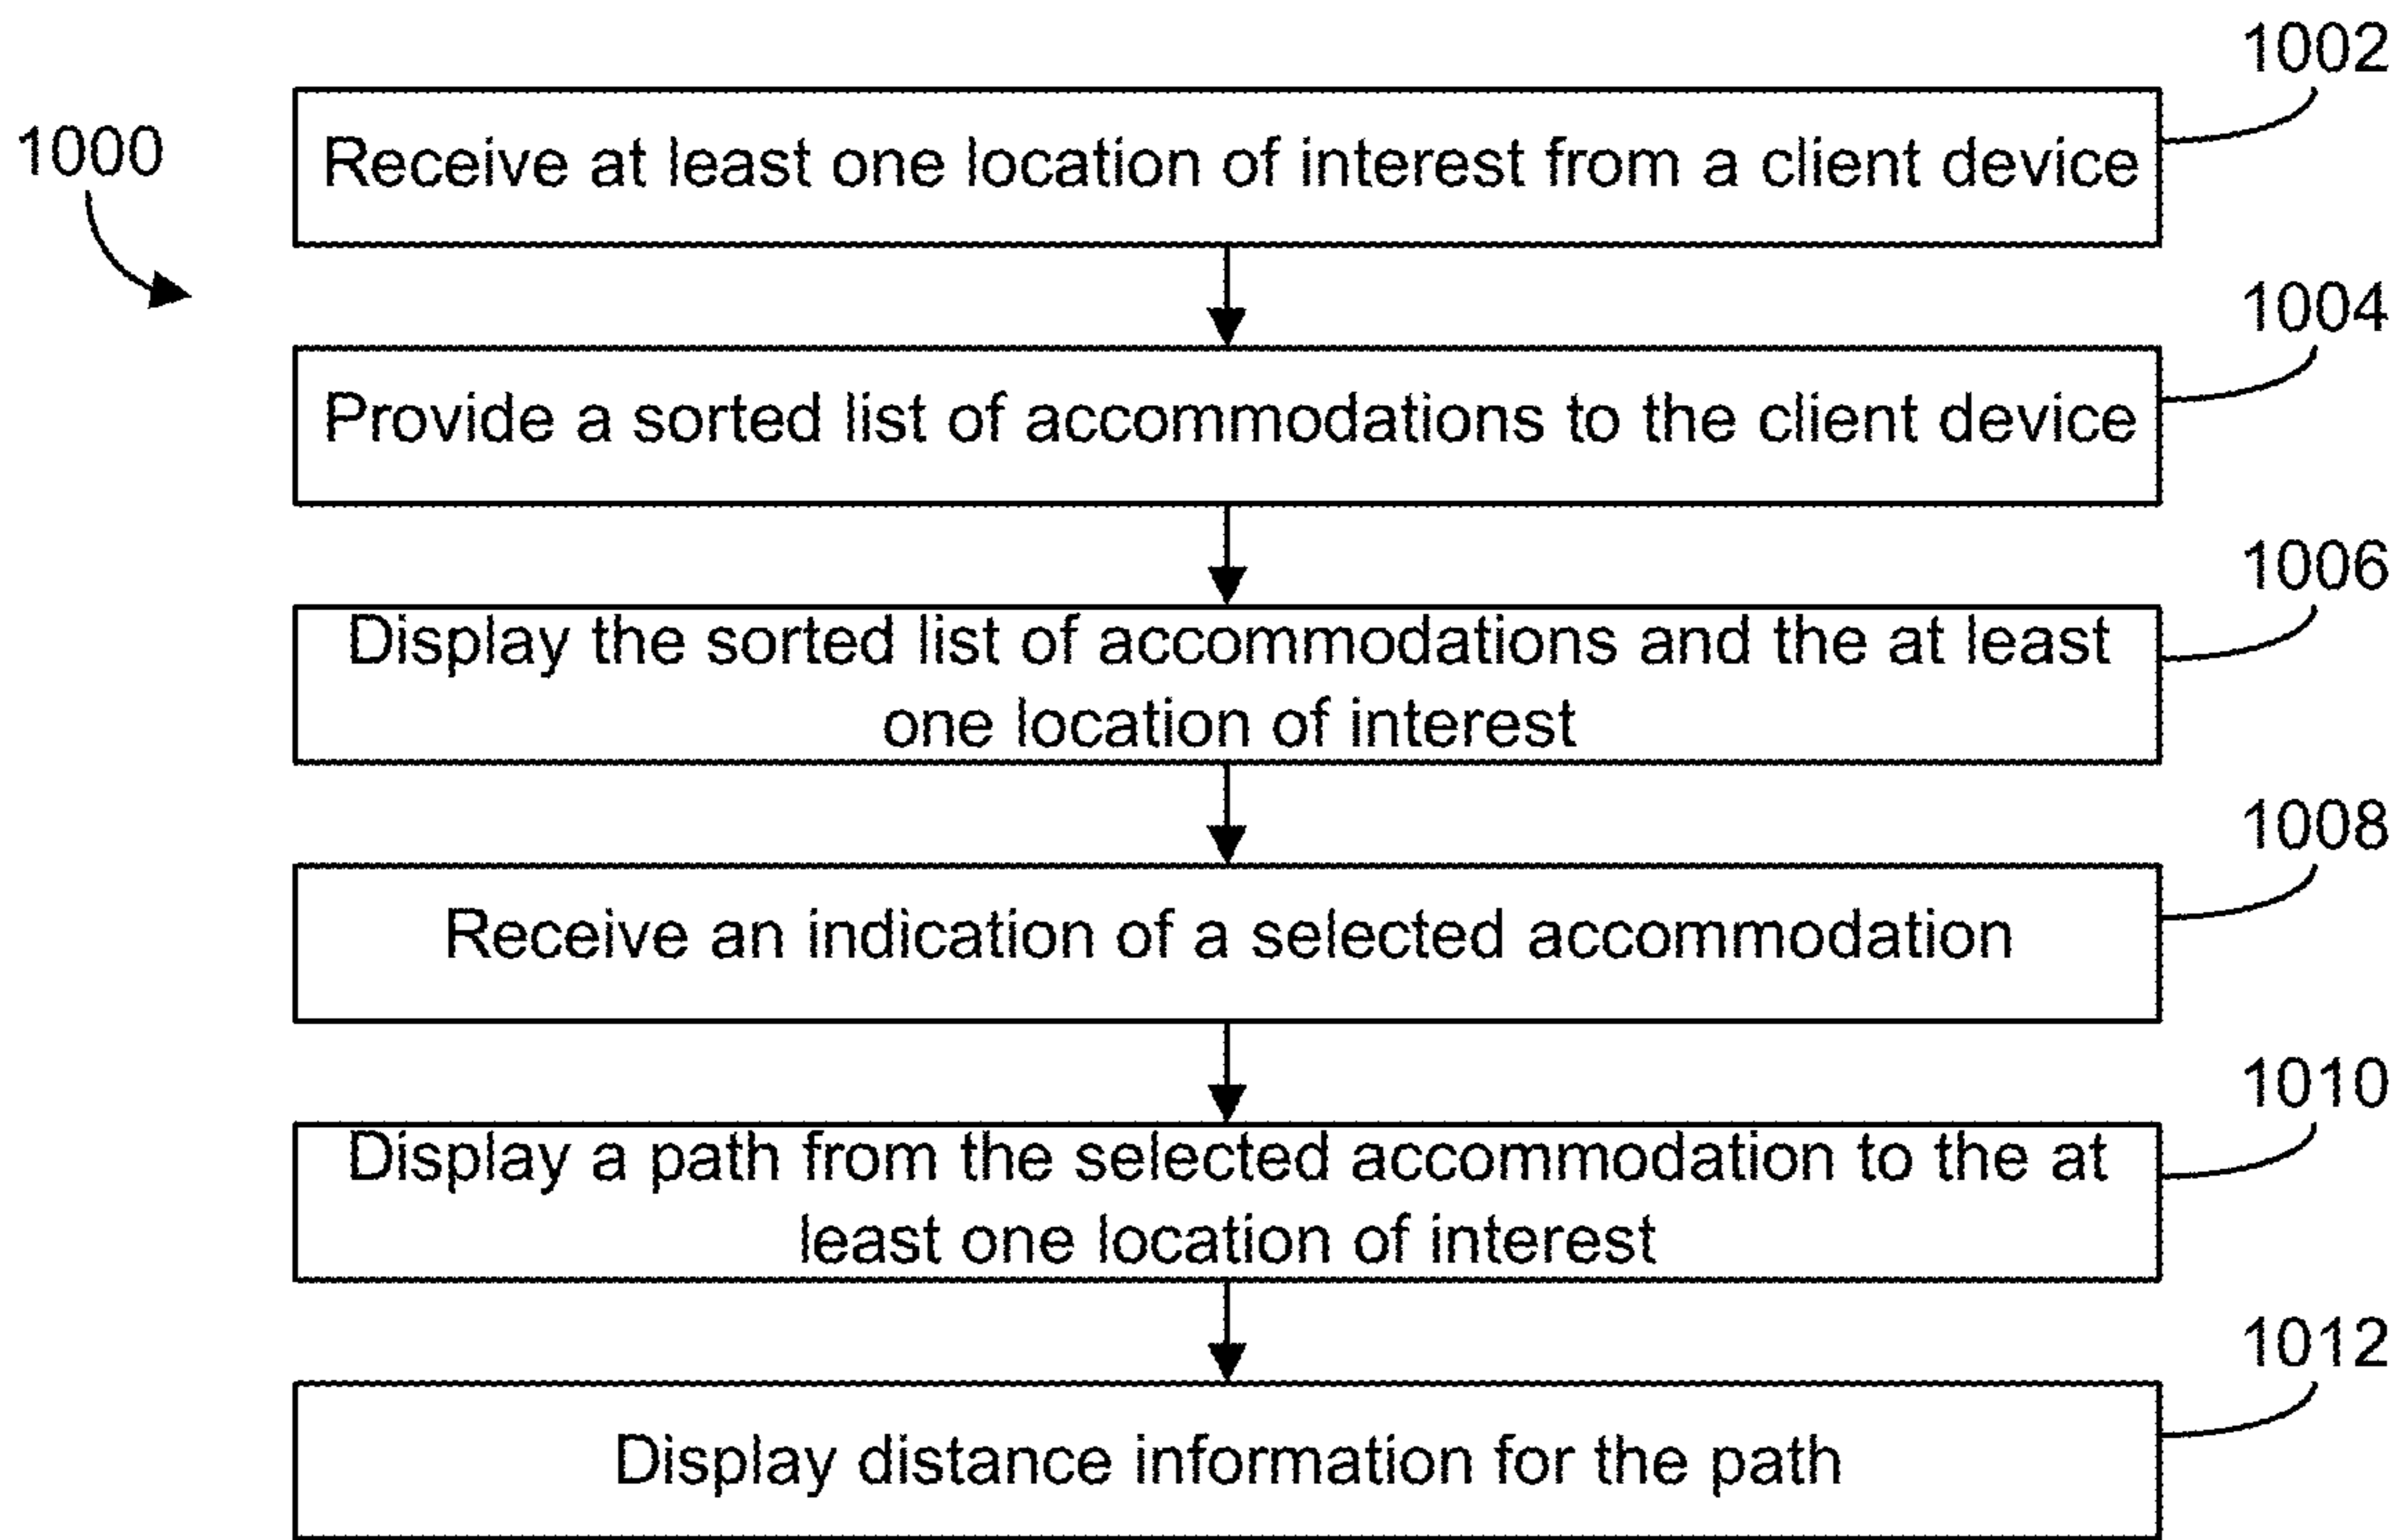 1002
1000
Receive at least one location of interest from a client device
1004
Provide a sorted list of accommodations to the client device
1006
Display the sorted list of accommodations and the at least
one location of interest
1008
Receive an indication of a selected accommodation
1010
Display a path from the selected accommodation to the at
least one location of interest
1012
Display distance information for the path